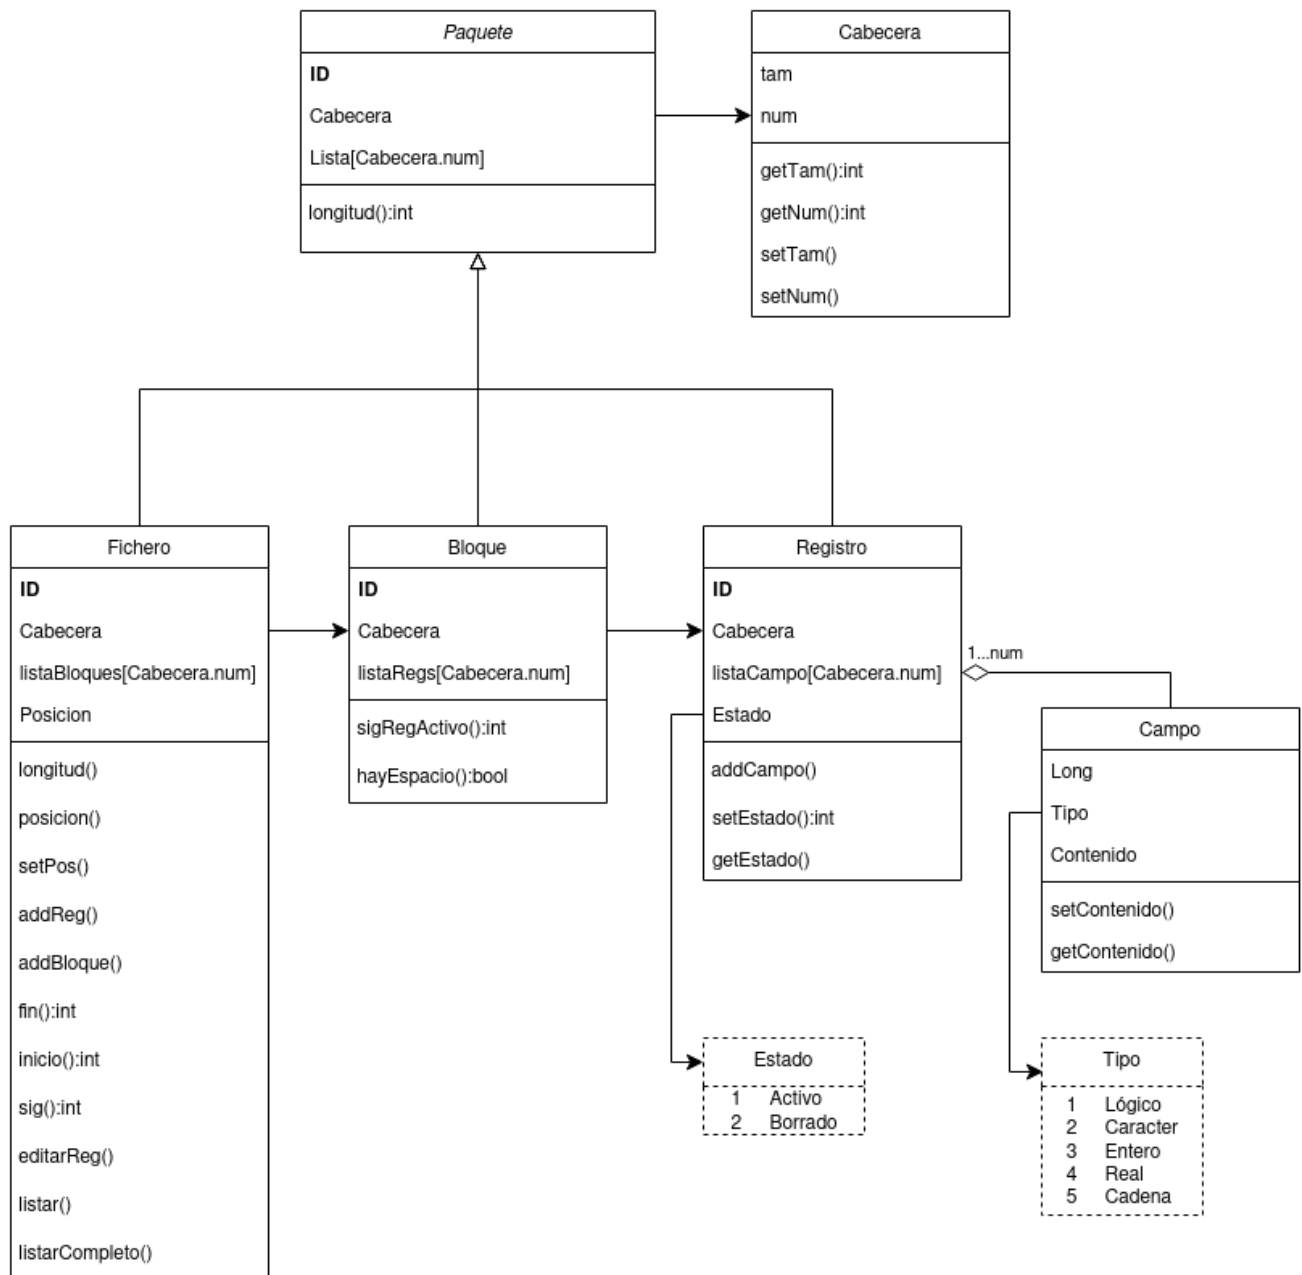 Paquete
ID
Cabecera
Lista[Cabecera.num]
longitud():int
Cabecera
tam
num
getTam():int
getNum():int
setTam()
setNum()
Fichero
ID
Cabecera
listaBloques[Cabecera.num]
Posicion
longitud()
posicion()
setPos()
addReg()
addBloque()
fin():int
inicio():int
sig():int
editarReg()
listar()
listarCompleto()
Bloque
ID
Cabecera
listaRegs[Cabecera.num]
sigRegActivo():int
hayEspacio():bool
Registro
ID
Cabecera
listaCampo[Cabecera.num]
Estado
addCampo()
setEstado():int
getEstado()
1...num
Campo
Long
Tipo
Contenido
setContenido()
getContenido()
Estado
1 Activo
2 Borrado
Tipo
1 Lógico
2 Caracter
3 Entero
4 Real
5 Cadena